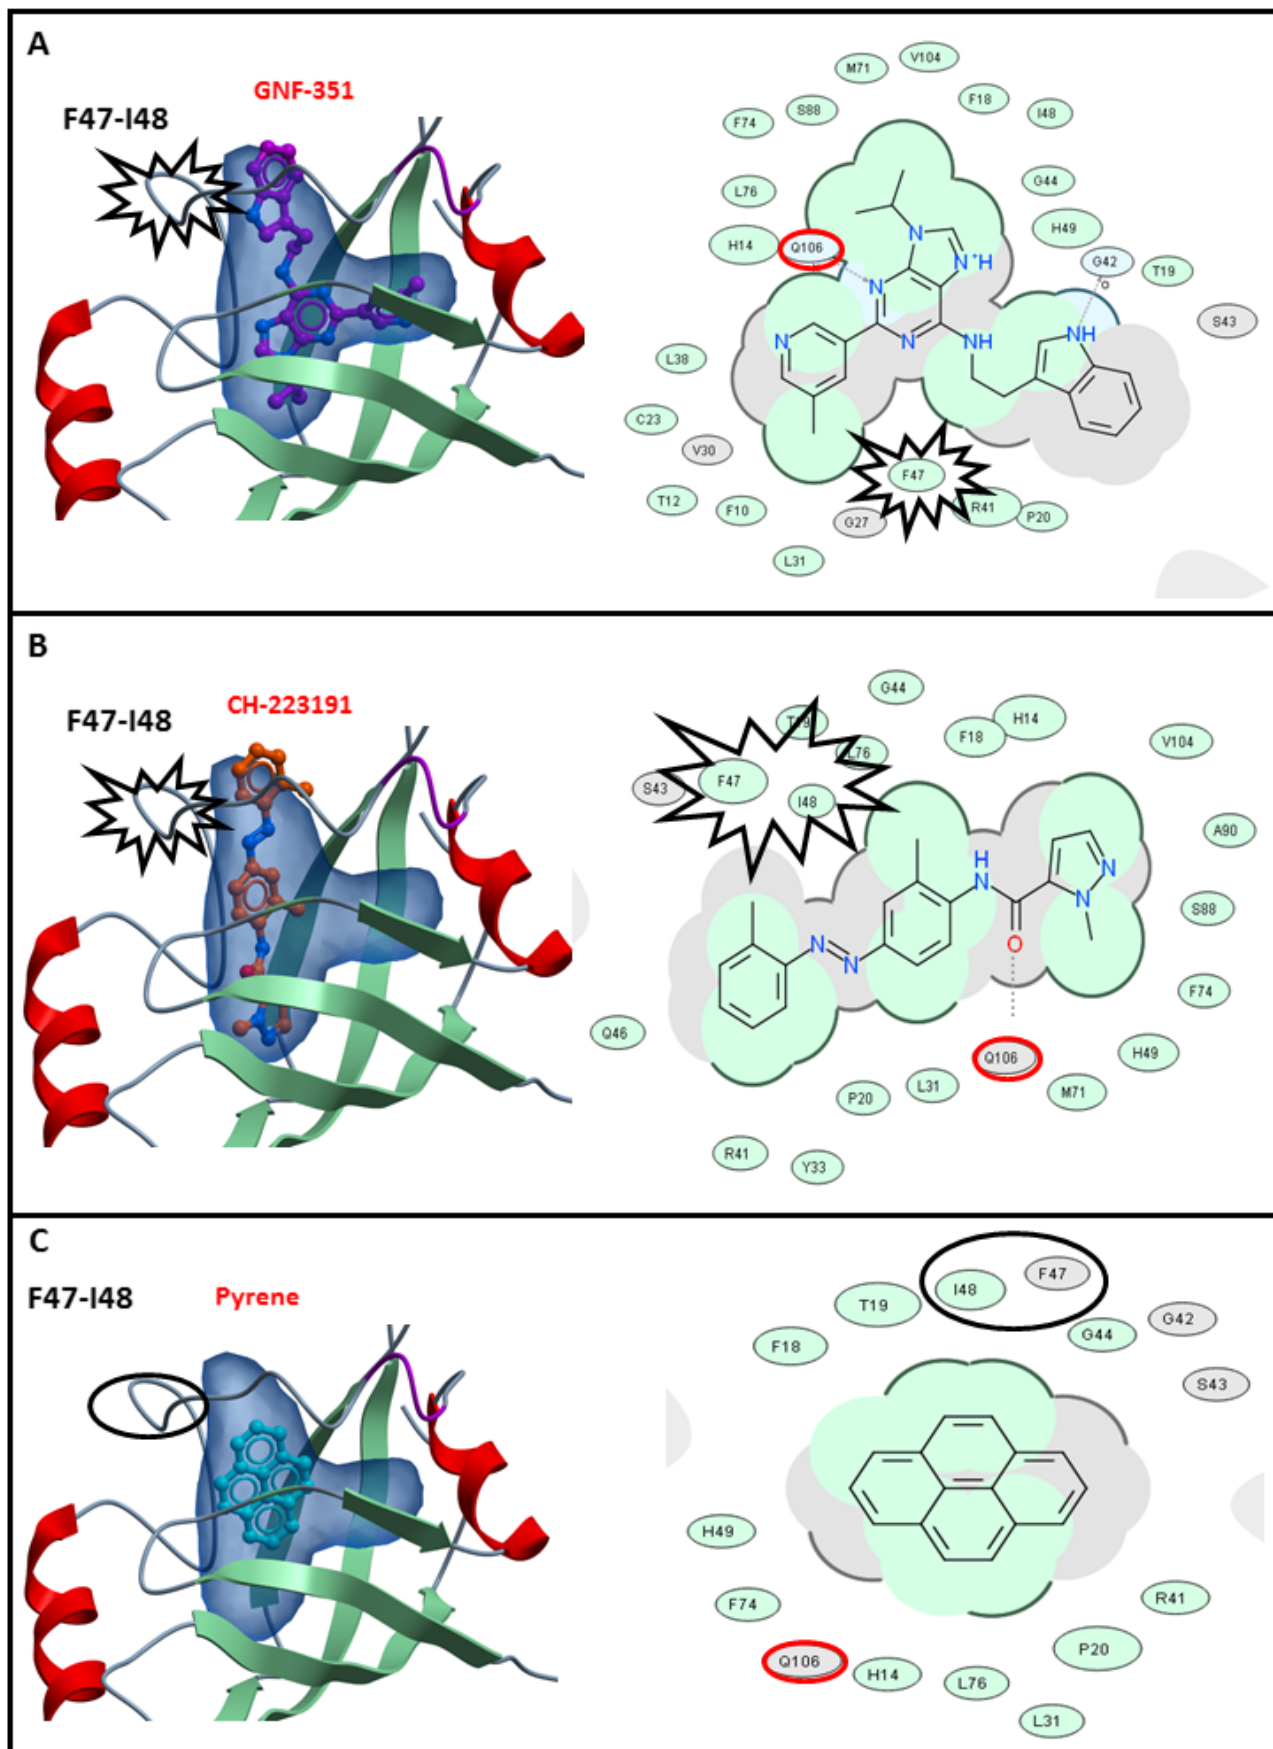 A
GNF-351
F47-I48
V104
M71
F18
I48
S88
F74
G44
L76
H49
H14
Q106
G42
T19
N
N⁺H
N
S43
N
N
NH
NH
L38
C23
V30
F47
T12
F10
G27
R41
P20
L31
B
CH-223191
F47-I48
G44
T19
H14
F18
V104
L76
F47
S43
I48
A90
H
N
N
S88
N
N
N
O
F74
Q46
Q106
H49
P20
L31
M71
R41
Y33
C
F47-I48
Pyrene
I48
F47
T19
G42
F18
G44
S43
H49
F74
R41
Q106
H14
L76
P20
L31